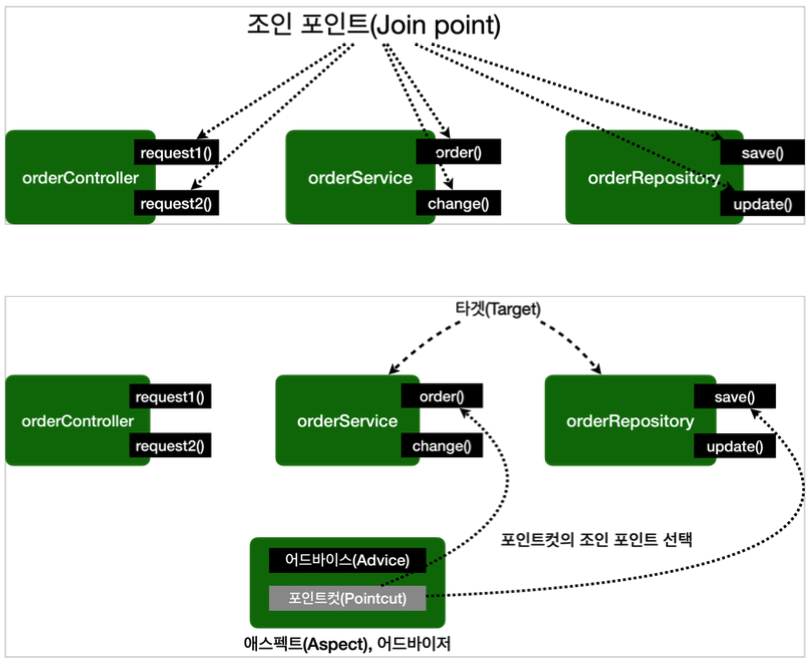 조인 포인트(Join point)
orderController
request1()
request2()
orderService
order()
change()
orderRepository
save()
update()
타겟(Target)
orderController
request1()
request2()
orderService
order()
change()
orderRepository
save()
update()
포인트컷의 조인 포인트 선택
어드바이스(Advice)
포인트컷(Pointcut)
애스펙트(Aspect), 어드바이저